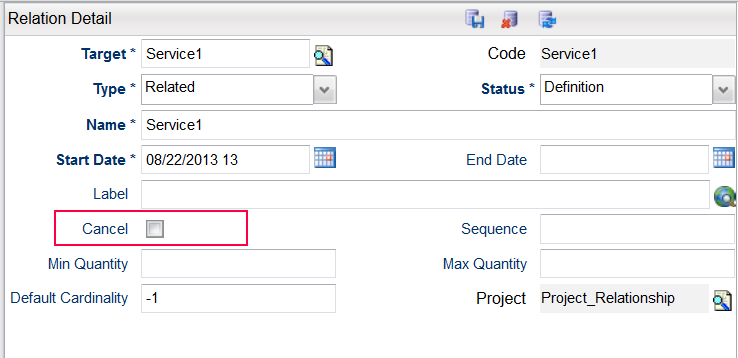 Relation Detail
Target * Service1 Code Service1
Type * Related Status * Definition
Name * Service1
Start Date * 08/22/2013 13 End Date
Label
Cancel Sequence
Min Quantity Max Quantity
Default Cardinality -1 Project Project_Relationship